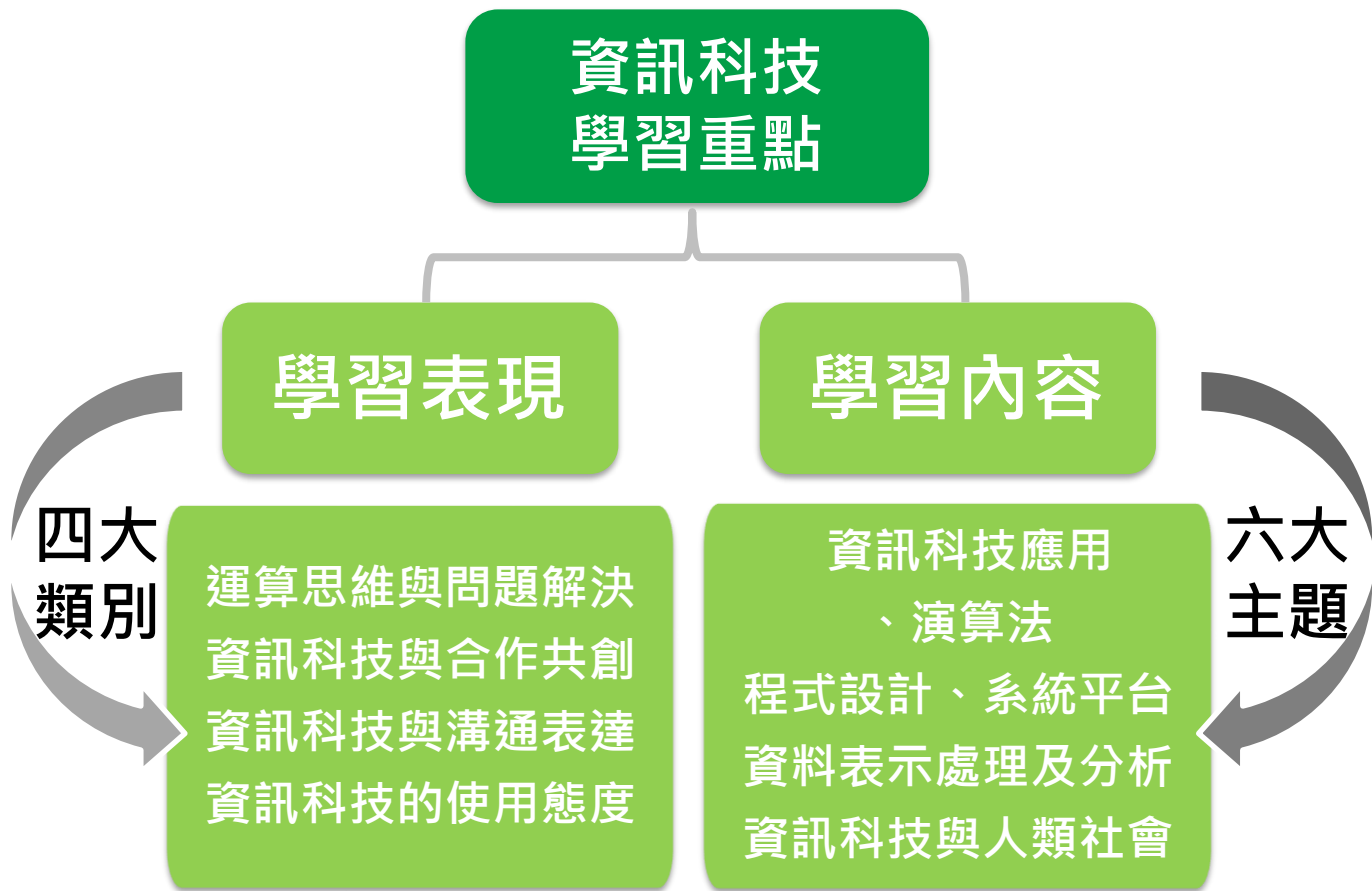 資訊科技
學習重點
學習表現
學習內容
四大
類別
運算思維與問題解決
資訊科技與合作共創
資訊科技與溝通表達
資訊科技的使用態度
資訊科技應用
、演算法
程式設計、系統平台
資料表示處理及分析
資訊科技與人類社會
六大
主題